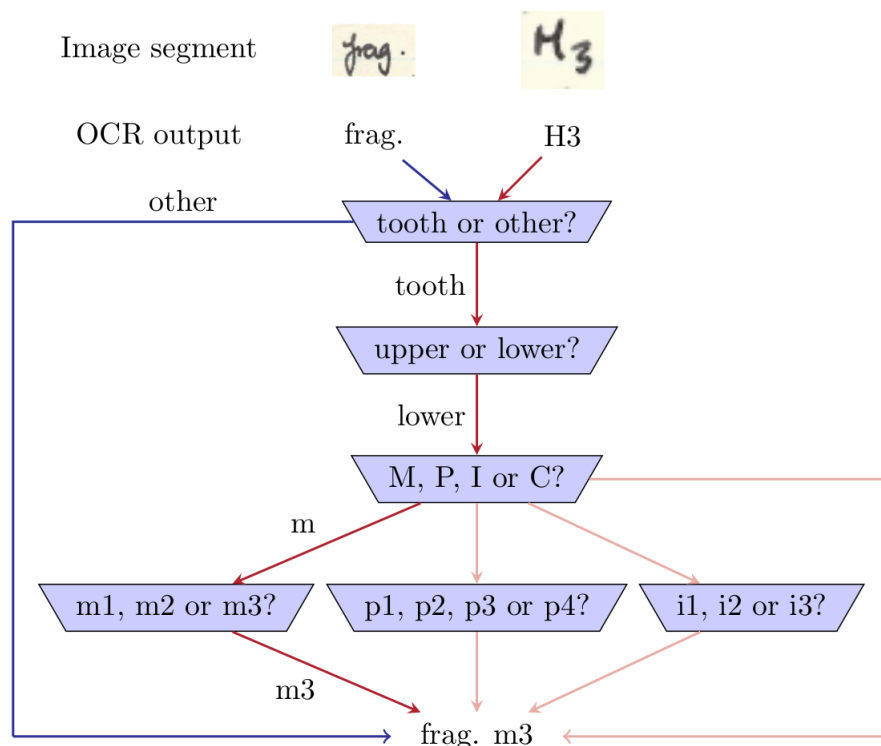 Image segment frag. M3
OCR output frag. H3
other
tooth or other?
tooth
upper or lower?
lower
M, P, I or C?
m
m1, m2 or m3? p1, p2, p3 or p4? i1, i2 or i3?
m3
frag. m3